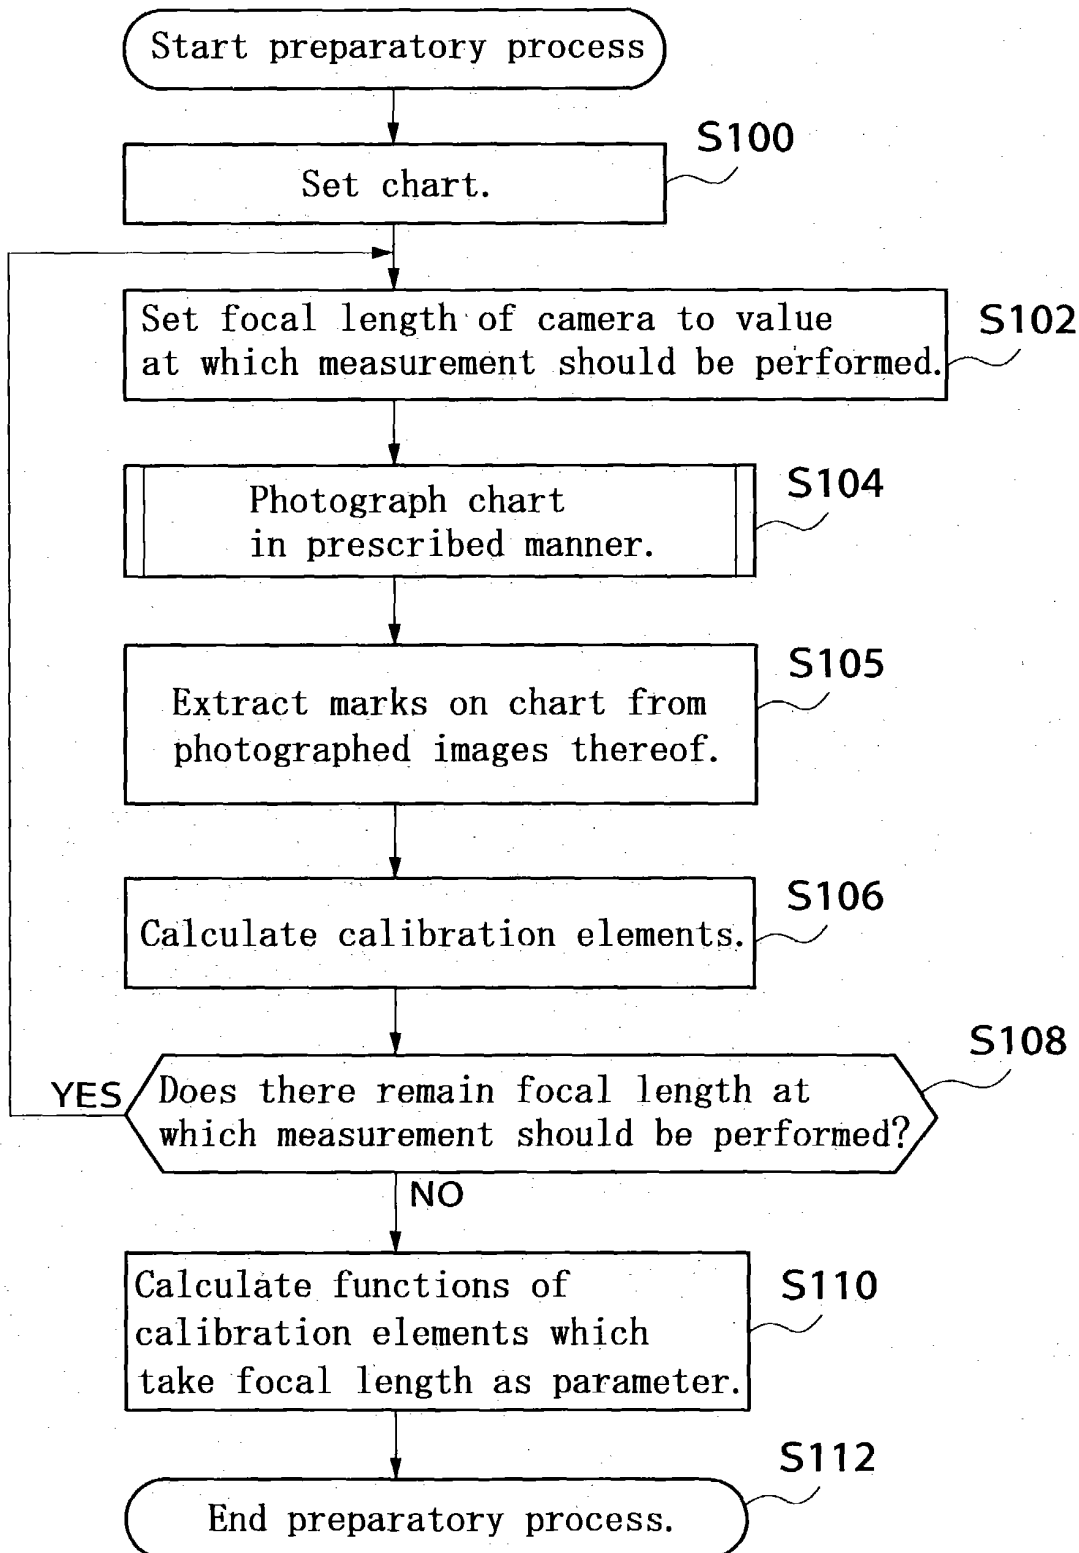 Start preparatory process
S100
Set chart.
S102
Set focal length of camera to value
at which measurement should be performed.
S104
Photograph chart
in prescribed manner.
S105
Extract marks on chart from
photographed images thereof.
S106
Calculate calibration elements.
S108
YES
Does there remain focal length at
which measurement should be performed?
NO
S110
Calculate functions of
calibration elements which
take focal length as parameter.
S112
End preparatory process.